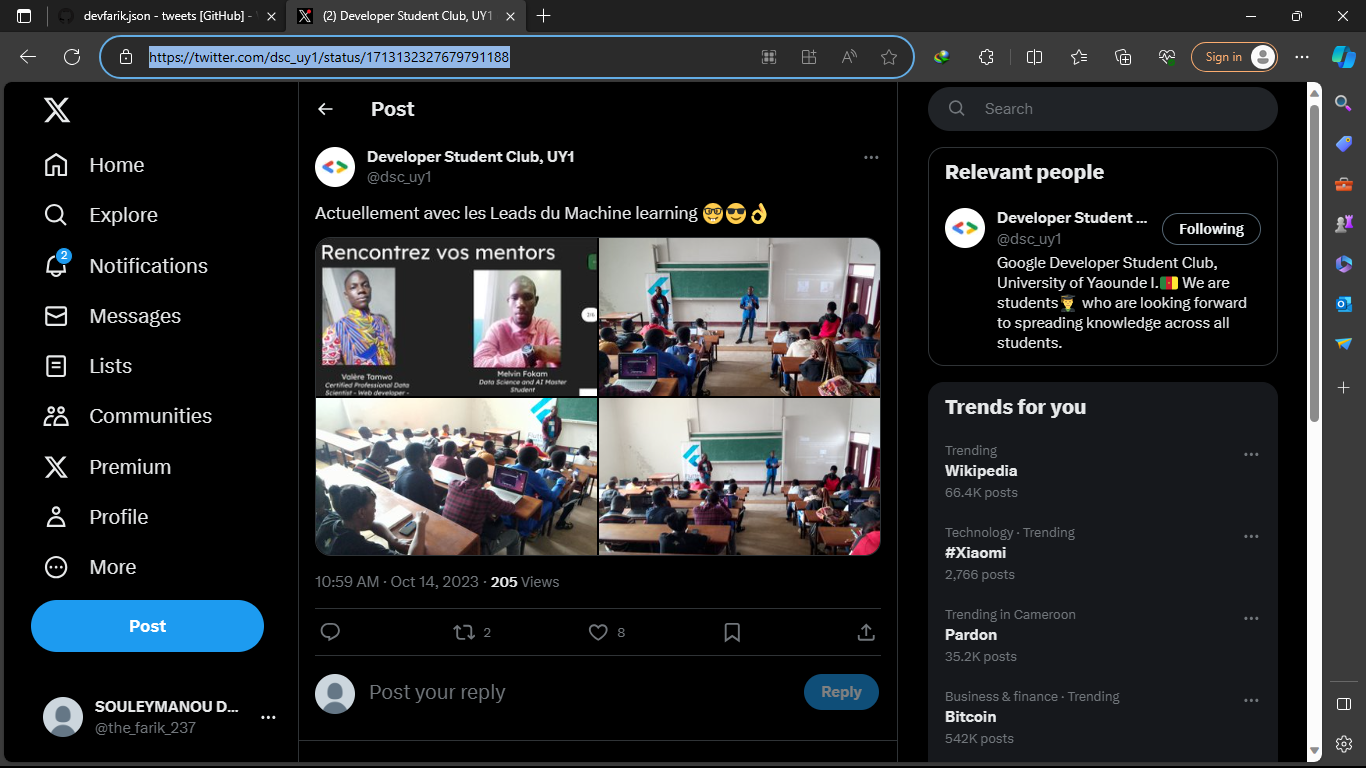 devfarik.json - tweets [GitHub] -
(2) Developer Student Club, UY1
https://twitter.com/dsc_uy1/status/1713132327679791188
Sign in
Home
Explore
2
Notifications
Messages
Lists
Communities
Premium
Profile
More
Post
SOULEYMANOU D...
@the_farik_237
Post
Developer Student Club, UY1
@dsc_uy1
Actuellement avec les Leads du Machine learning 🤓😎👌
Rencontrez vos mentors
Valère Tamwo
Certified Professional Data
Scientist - Web developer -
Melvin Fokam
Data Science and AI Master
Student
10:59 AM · Oct 14, 2023 · 205 Views
2
8
Post your reply
Reply
Search
Relevant people
Developer Student ...
@dsc_uy1
Following
Google Developer Student Club,
University of Yaounde I.🇨🇲 We are
students👨‍🎓 who are looking forward
to spreading knowledge across all
students.
Trends for you
Trending
Wikipedia
66.4K posts
Technology · Trending
#Xiaomi
2,766 posts
Trending in Cameroon
Pardon
35.2K posts
Business & finance · Trending
Bitcoin
542K posts